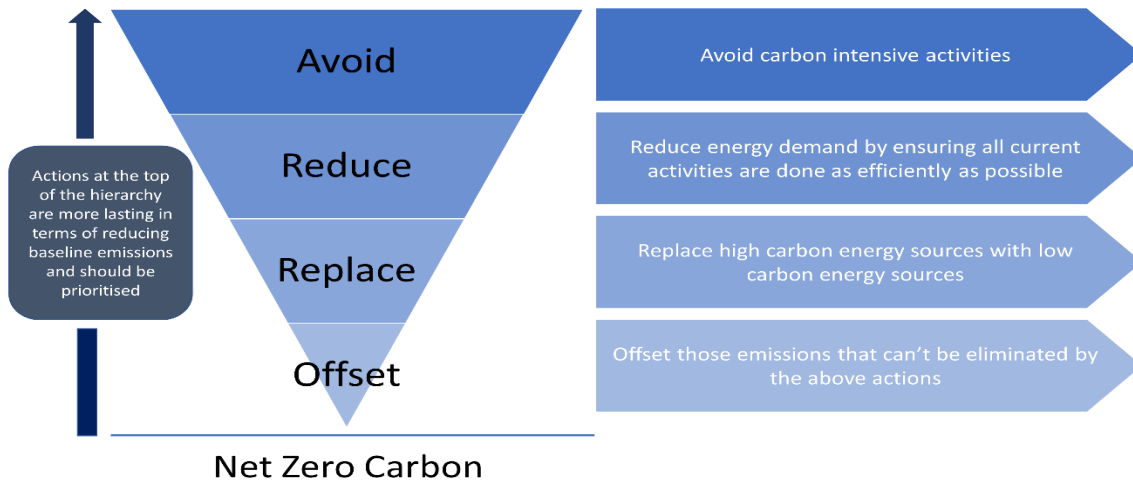 Avoid
Avoid carbon intensive activities
Reduce
Reduce energy demand by ensuring all current
activities are done as efficiently as possible
Actions at the top
of the hierarchy
are more lasting in
terms of reducing
baseline emissions
and should be
prioritised
Replace
Replace high carbon energy sources with low
carbon energy sources
Offset
Offset those emissions that can’t be eliminated by
the above actions
Net Zero Carbon